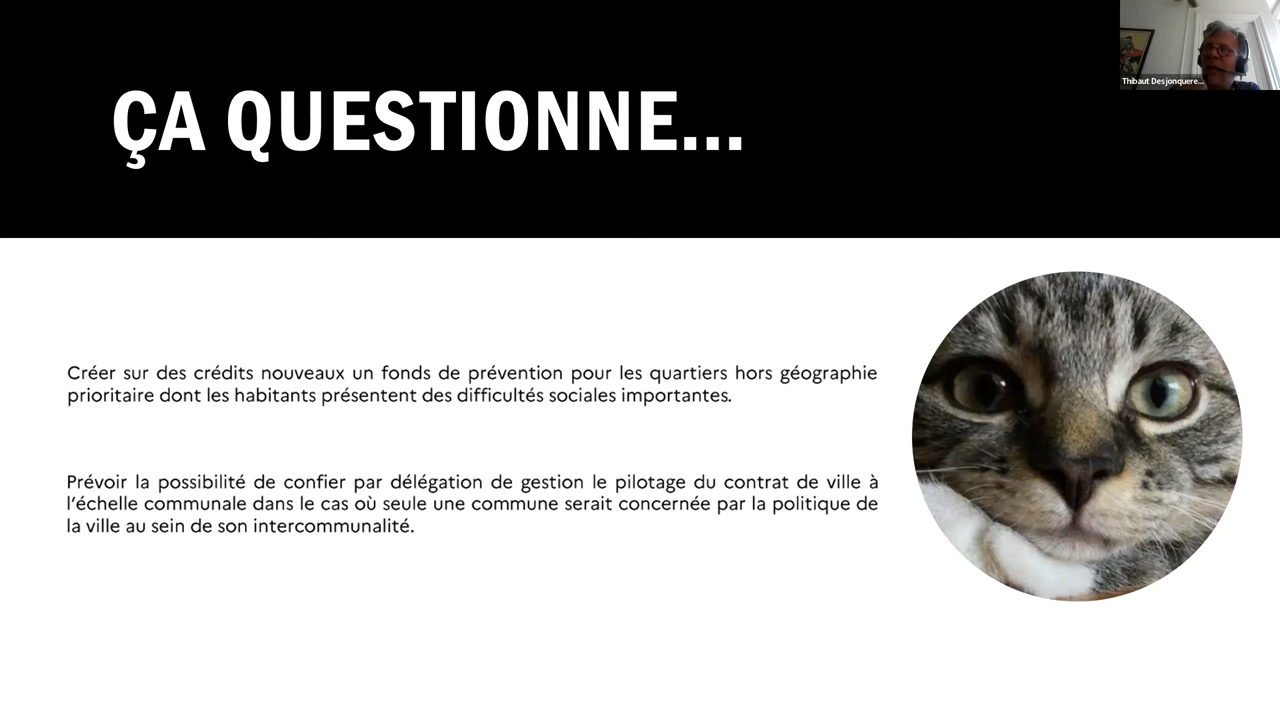 ÇA QUESTIONNE...
Thibaut Desjonquere...
Créer sur des crédits nouveaux un fonds de prévention pour les quartiers hors géographie
prioritaire dont les habitants présentent des difficultés sociales importantes.
Prévoir la possibilité de confier par délégation de gestion le pilotage du contrat de ville à
l'échelle communale dans le cas où seule une commune serait concernée par la politique de
la ville au sein de son intercommunalité.